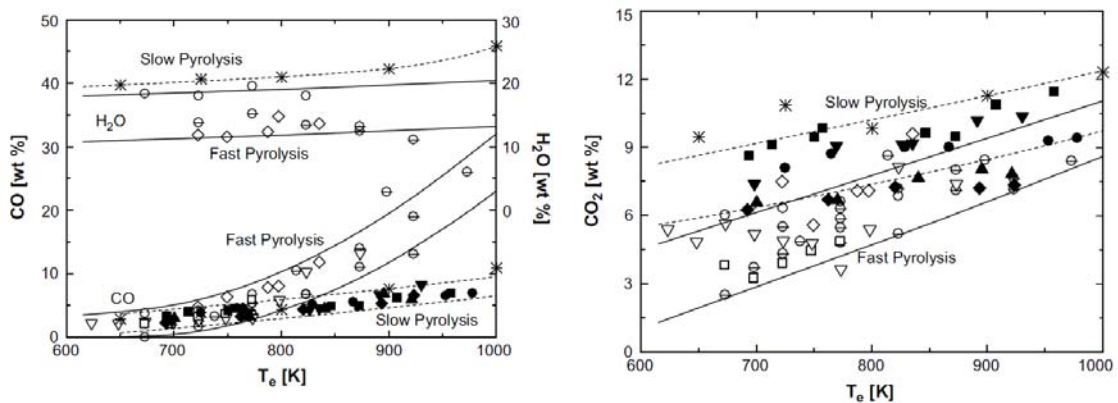 50
40
30
20
10
0
CO [wt %]
Slow Pyrolysis
H₂O
Fast Pyrolysis
Fast Pyrolysis
CO
Slow Pyrolysis
30
20
10
0
H₂O [wt %]
600 700 800 900 1000
Tₑ [K]
15
12
9
6
3
0
CO₂ [wt %]
Slow Pyrolysis
Fast Pyrolysis
600 700 800 900 1000
Tₑ [K]